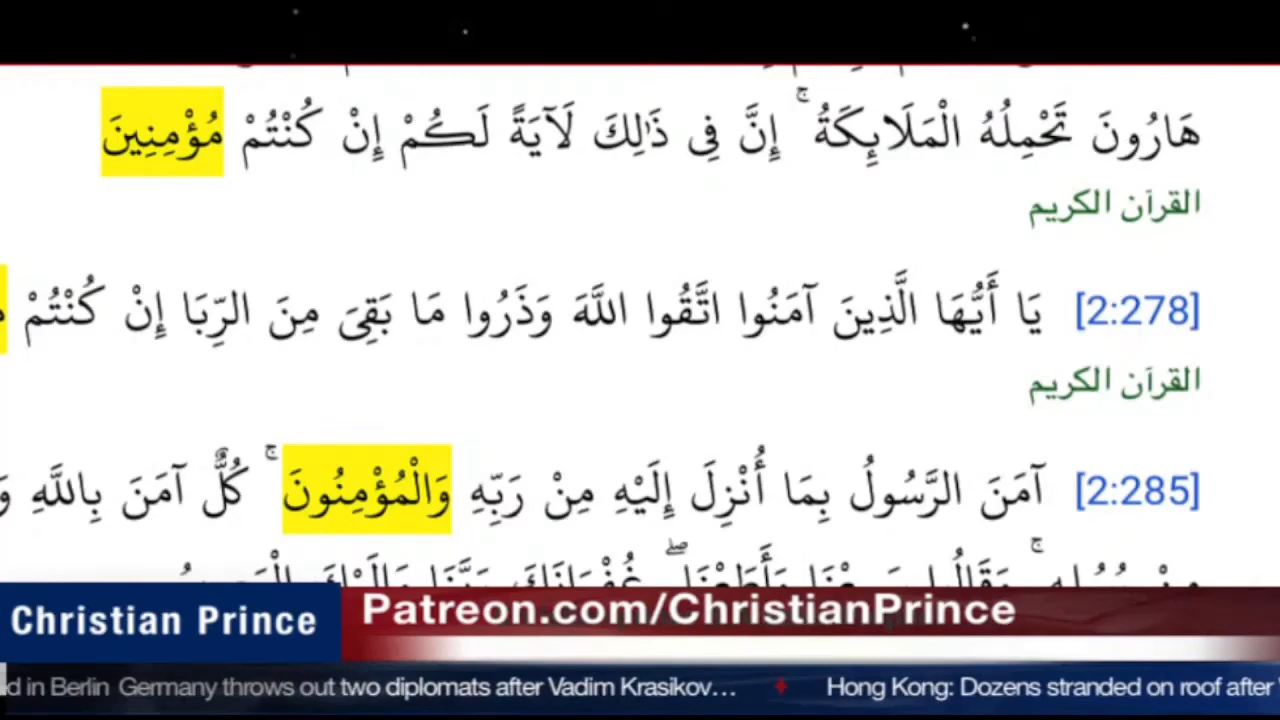 هَارُونَ تَحْمِلُهُ الْمَلَائِكَةُ ۚ إِنَّ فِي ذَٰلِكَ لَآيَةً لَكُمْ إِنْ كُنْتُمْ مُؤْمِنِينَ
القرآن الكريم
[2:278] يَا أَيُّهَا الَّذِينَ آمَنُوا اتَّقُوا اللَّهَ وَذَرُوا مَا بَقِيَ مِنَ الرِّبَا إِنْ كُنْتُمْ
القرآن الكريم
[2:285] آمَنَ الرَّسُولُ بِمَا أُنْزِلَ إِلَيْهِ مِنْ رَبِّهِ وَالْمُؤْمِنُونَ ۚ كُلٌّ آمَنَ بِاللَّهِ
Christian Prince
Patreon.com/ChristianPrince
d in Berlin Germany throws out two diplomats after Vadim Krasikov… Hong Kong: Dozens stranded on roof after